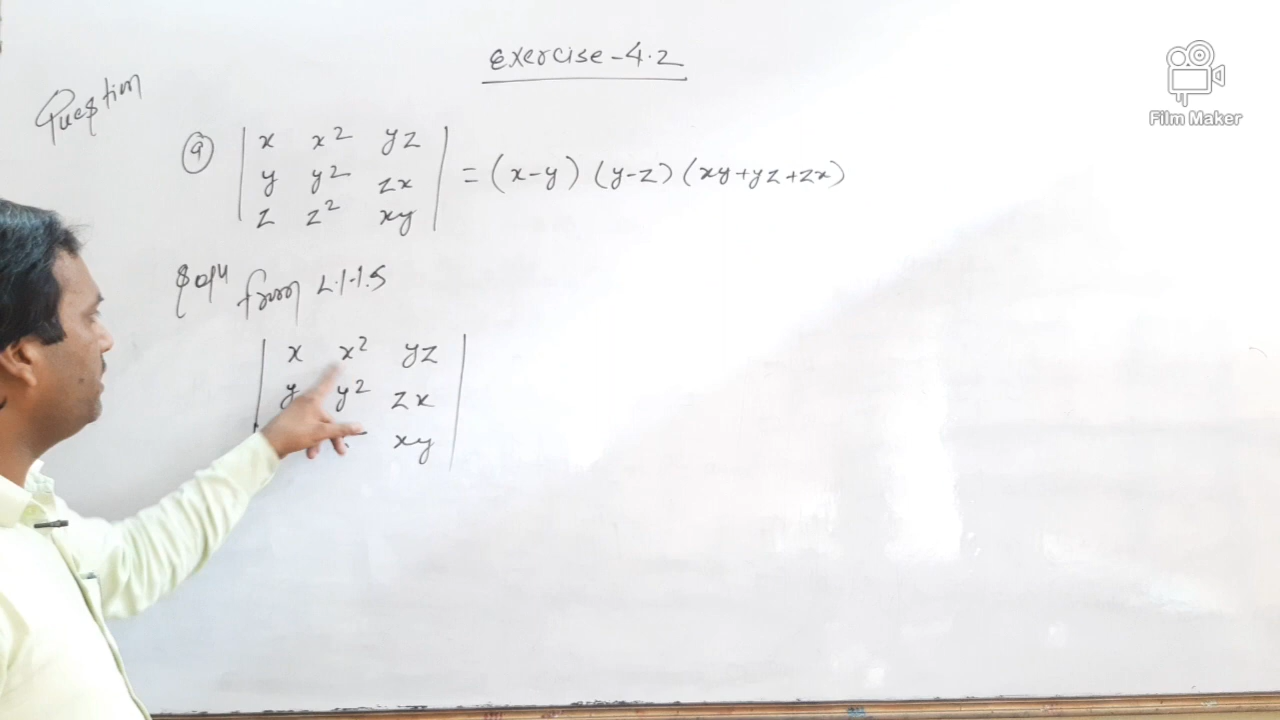 Exercise-4.2
Question
9 | x x² yz |
| y y² zx | = (x-y) (y-z) (xy+yz+zx)
| z z² xy |
Solⁿ from L.H.S
| x x² yz |
| y y² zx |
| xy |
Film Maker